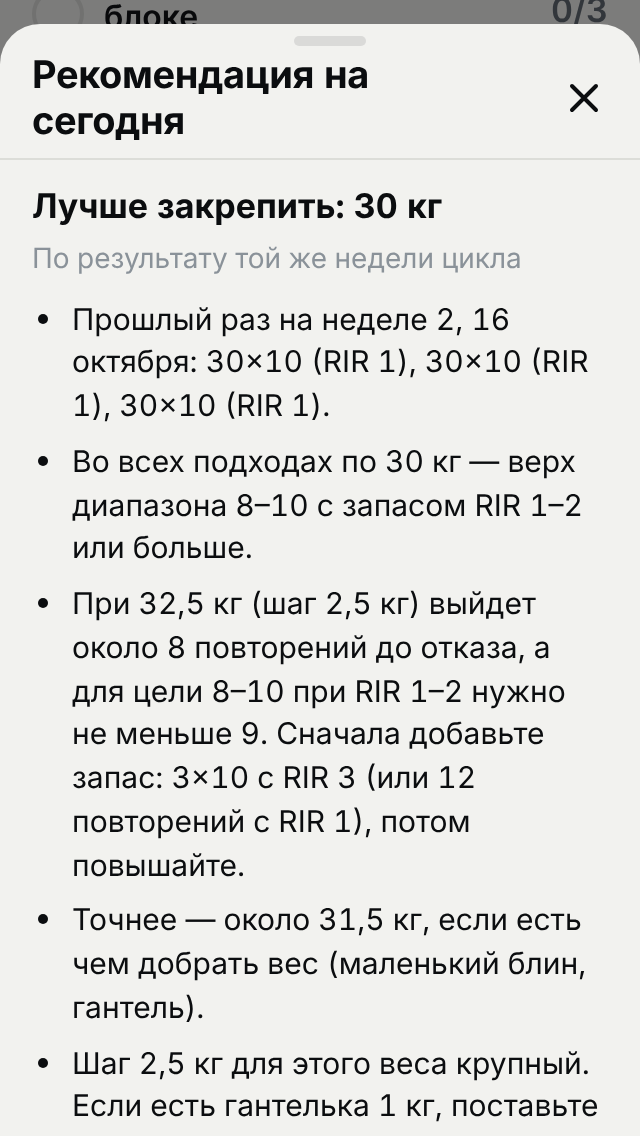 блоке
0/3
Рекомендация на
сегодня
Лучше закрепить: 30 кг
По результату той же недели цикла
• Прошлый раз на неделе 2, 16
октября: 30×10 (RIR 1), 30×10 (RIR
1), 30×10 (RIR 1).
• Во всех подходах по 30 кг — верх
диапазона 8–10 с запасом RIR 1–2
или больше.
• При 32,5 кг (шаг 2,5 кг) выйдет
около 8 повторений до отказа, а
для цели 8–10 при RIR 1–2 нужно
не меньше 9. Сначала добавьте
запас: 3×10 с RIR 3 (или 12
повторений с RIR 1), потом
повышайте.
• Точнее — около 31,5 кг, если есть
чем добрать вес (маленький блин,
гантель).
• Шаг 2,5 кг для этого веса крупный.
Если есть гантелька 1 кг, поставьте